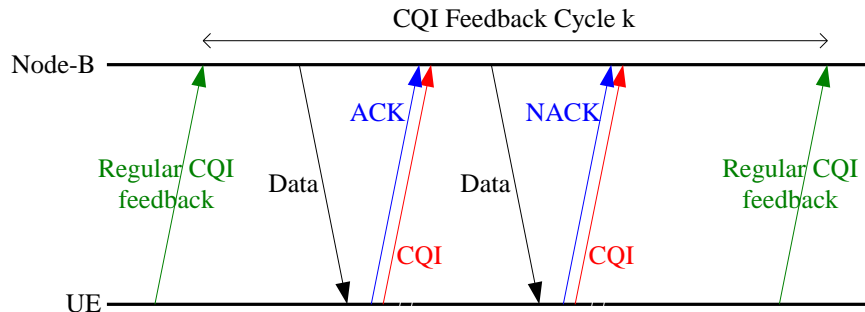 CQI Feedback Cycle k
Node-B
ACK
NACK
Regular CQI
feedback
Data
Data
Regular CQI
feedback
CQI
CQI
UE